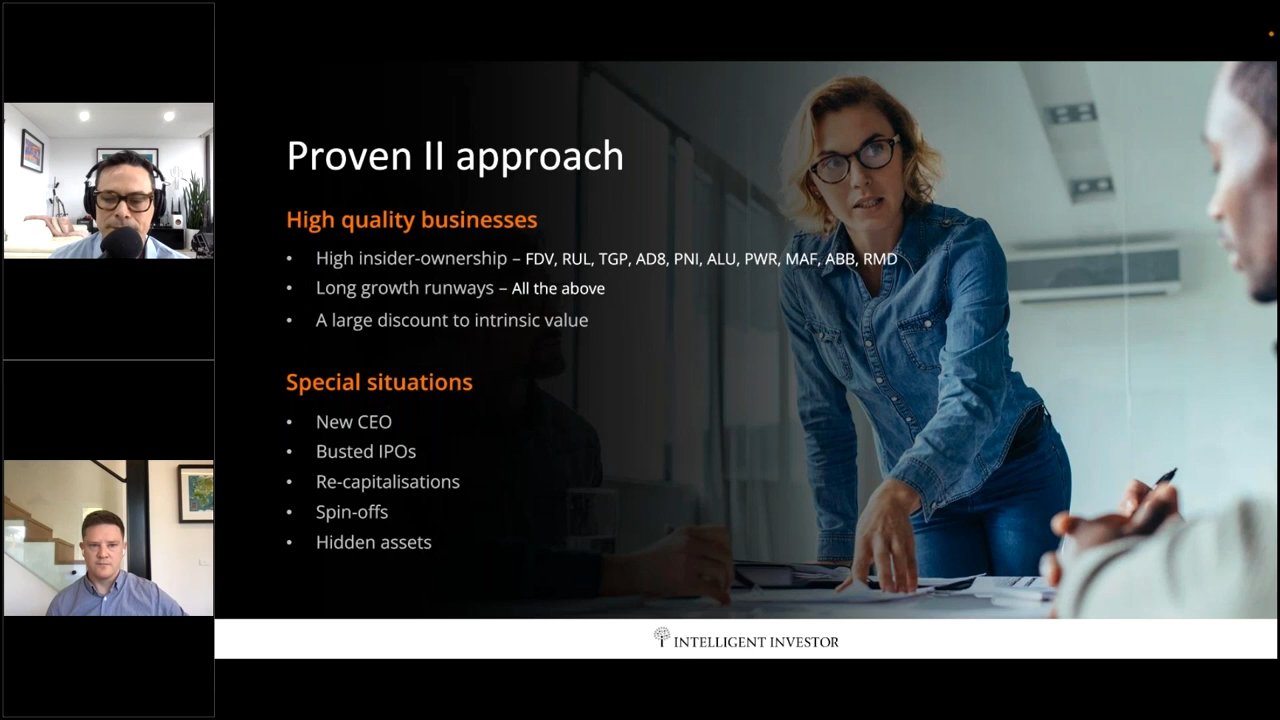 Proven II approach
High quality businesses
• High insider-ownership – FDV, RUL, TGP, AD8, PNI, ALU, PWR, MAF, ABB, RMD
• Long growth runways – All the above
• A large discount to intrinsic value
Special situations
• New CEO
• Busted IPOs
• Re-capitalisations
• Spin-offs
• Hidden assets
INTELLIGENT INVESTOR